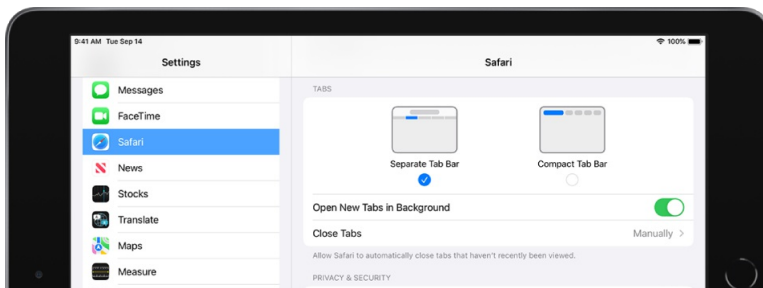 9:41 AM Tue Sep 14
100%
Settings
Safari
Messages
FaceTime
Safari
News
Stocks
Translate
Maps
Measure
TABS
Separate Tab Bar
Compact Tab Bar
Open New Tabs in Background
Close Tabs
Manually
Allow Safari to automatically close tabs that haven't recently been viewed.
PRIVACY & SECURITY